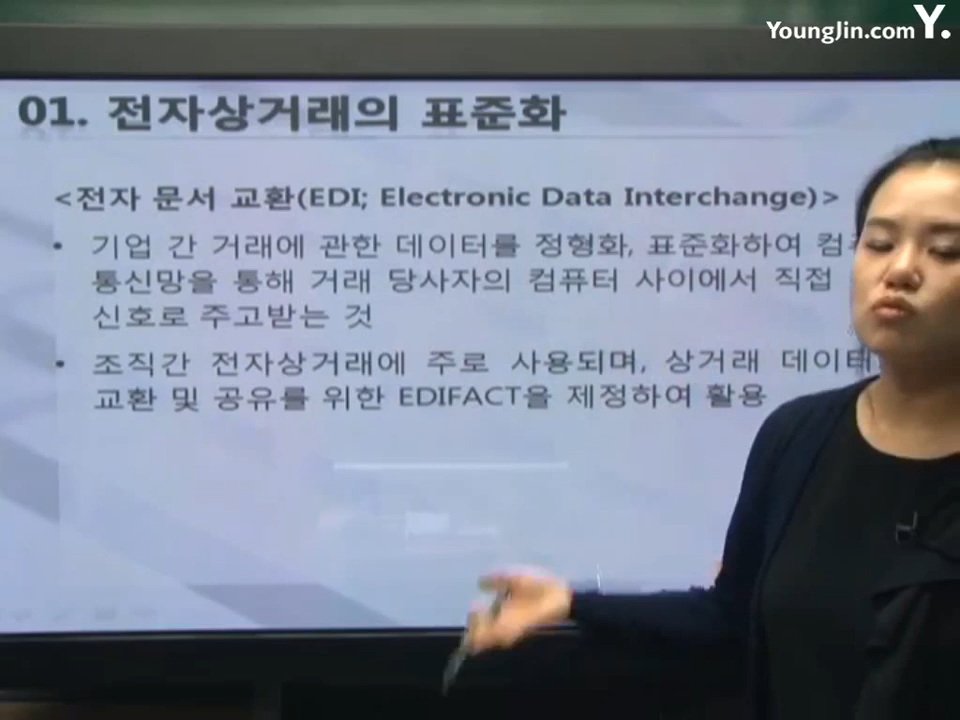 YoungJin.com Y.
01. 전자상거래의 표준화
<전자 문서 교환(EDI; Electronic Data Interchange)>
• 기업 간 거래에 관한 데이터를 정형화, 표준화하여
통신망을 통해 거래 당사자의 컴퓨터 사이에서 직접
신호로 주고받는 것
• 조직간 전자상거래에 주로 사용되며, 상거래 데이터
교환 및 공유를 위한 EDIFACT을 제정하여 활용